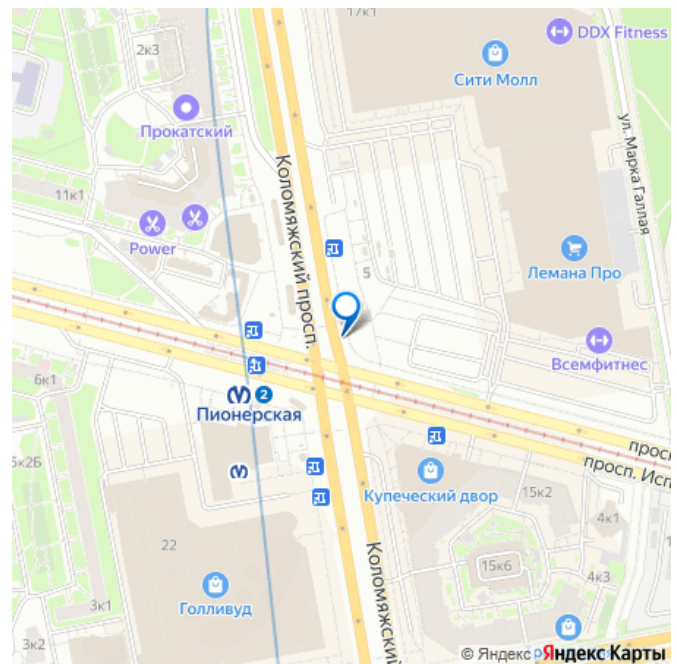 17к1
DDX Fitness
2к3
Сити Молл
Прокатский
ул. Марка Галлая
Коломяжский просп.
11к1
Power
5
Лемана Про
Всемфитнес
6к1
2
Пионерская
просп
просп. Исп
5к2Б
Купеческий двор
15к2
4к1
22
Коломяжский
15к6
4к3
Голливуд
3к1
3к2
© Яндекс
Яндекс Карты